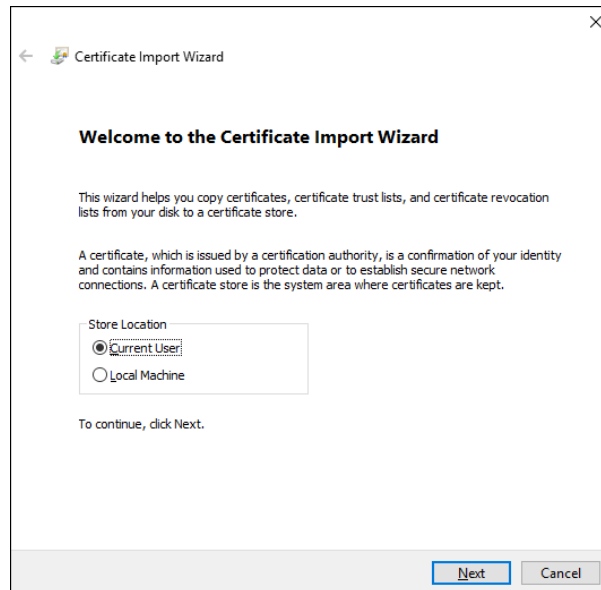 Certificate Import Wizard
Welcome to the Certificate Import Wizard
This wizard helps you copy certificates, certificate trust lists, and certificate revocation
lists from your disk to a certificate store.
A certificate, which is issued by a certification authority, is a confirmation of your identity
and contains information used to protect data or to establish secure network
connections. A certificate store is the system area where certificates are kept.
Store Location
Current User
Local Machine
To continue, click Next.
Next Cancel